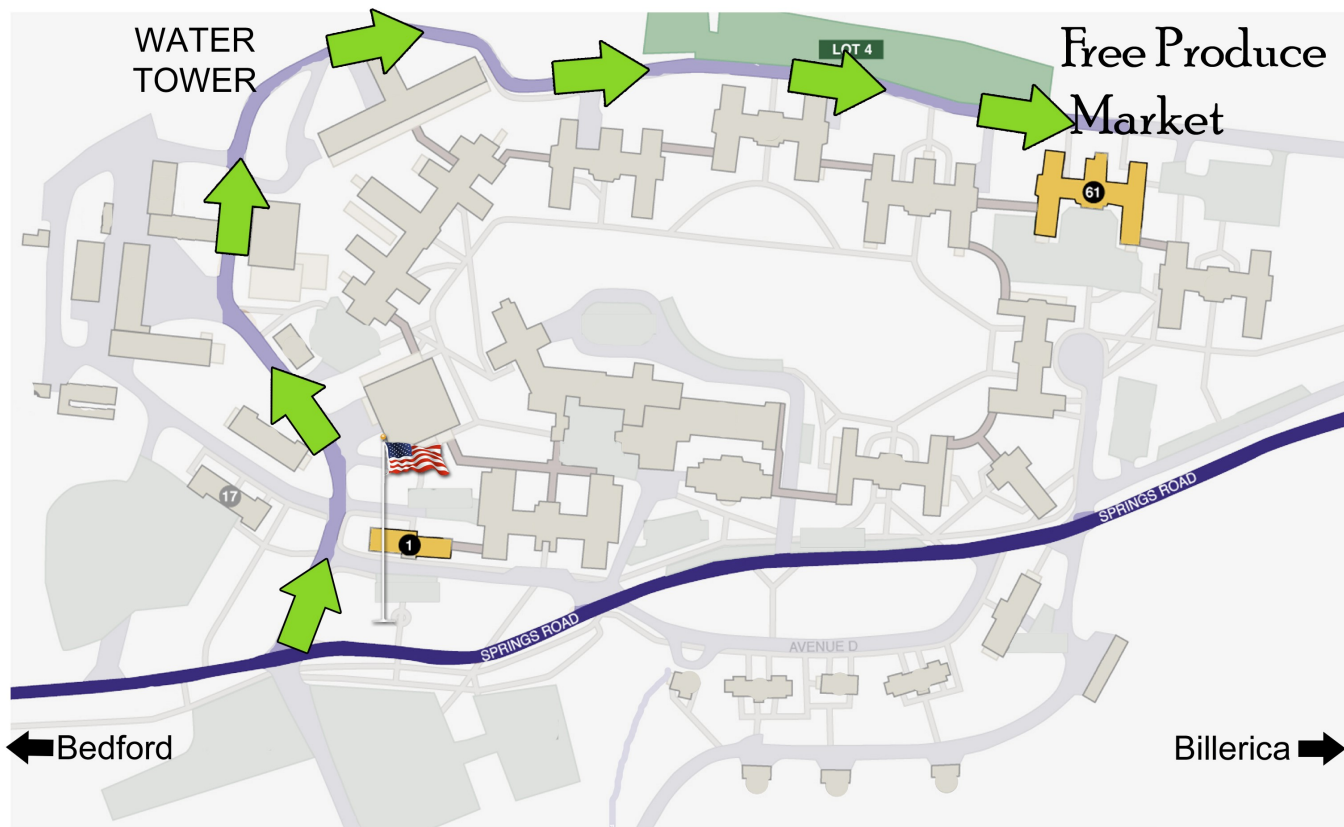 WATER
TOWER
LOT 4
Free Produce
Market
61
17
1
SPRINGS ROAD
SPRINGS ROAD
AVENUE D
Bedford
Billerica